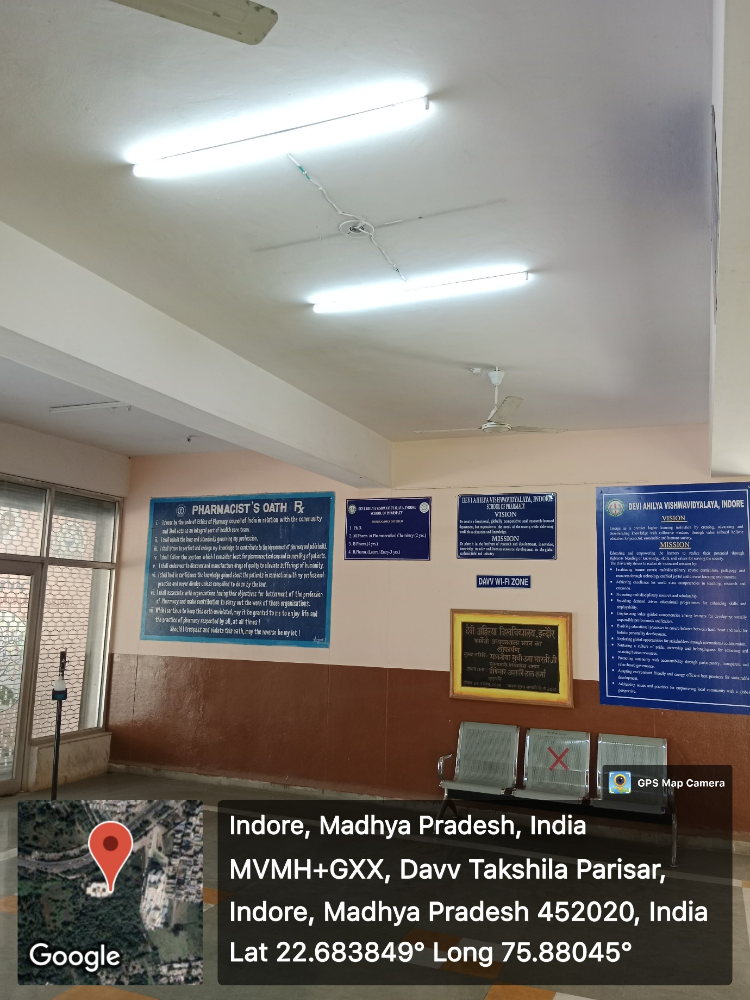 PHARMACIST'S OATH Rx
i. I swear by the code of Ethics of Pharmacy council of India in relation with the community
and shall acts as an integral part of health care team.
ii. I shall uphold the laws and standards governing my profession.
iii. I shall strive to perfect and enlarge my knowledge to contribute to the advancement of pharmacy and public health.
iv. I shall follow the system which I consider best for pharmaceutical care and counselling of patients.
v. I shall endeavour to discover and manufacture drugs of quality to alleviate sufferings of humanity.
vi. I shall hold in confidence the knowledge gained about the patients in connection with my professional
practice and never divulge unless compelled to do so by the law.
vii. I shall associate with organisations having their objectives for betterment of the profession
of Pharmacy and make contribution to carry out the work of those organisations.
viii. While I continue to keep this oath unviolated, may it be granted to me to enjoy life and
the practice of pharmacy respected by all, at all times !
Should I trespass and violate this oath, may the reverse be my lot !
DEVI AHILYA VISHWAVIDYALAYA, INDORE
SCHOOL OF PHARMACY
PROGRAMMES OFFERED
1. Ph.D.
2. M.Pharm. in Pharmaceutical Chemistry (2 yrs.)
3. B.Pharm.(4 yrs.)
4. B.Pharm. (Lateral Entry-3 yrs.)
DEVI AHILYA VISHWAVIDYALAYA, INDORE
SCHOOL OF PHARMACY
VISION
To create a functional, globally competitive and research focused
department, but responsive to the needs of the society, while delivering
world class education and knowledge.
MISSION
To place it in the forefront of research and development, innovation,
knowledge transfer and human resource development in the global
academic field and industry.
DAVV WI-FI ZONE
देवी अहिल्या विश्वविद्यालय, इन्दौर
फार्मेसी अध्ययनशाला भवन का
लोकार्पण
मुख्य अतिथि : माननीया सुश्री उमा भारती जी
मुख्यमंत्री, मध्यप्रदेश शासन
अध्यक्षता : प्रोफेसर अशर्फी लाल शर्मा
कुलपति
2004 श्रावण शुक्ल सप्तमी वि. सं. 2061
DEVI AHILYA VISHWAVIDYALAYA, INDORE
VISION
Emerge as a premier higher learning institution by creating, advancing and
disseminating knowledge with collective wisdom, through value imbued holistic
education for peaceful, sustainable and humane society.
MISSION
Educating and empowering the learners to realize their potential through
righteous blending of knowledge, skills, and values for serving the society.
The University strives to realize its vision and mission by:
• Facilitating learner centric multidisciplinary course curriculum, pedagogy and
resources through technology enabled joyful and diverse learning environment.
• Achieving excellence for world class competencies in teaching, research and
extension.
• Promoting multidisciplinary research and scholarship.
• Providing demand driven educational programmes for enhancing skills and
employability.
• Emphasizing value guided competencies among learners for developing socially
responsible professionals and leaders.
• Evolving educational processes to ensure balance between head, heart and hand for
holistic personality development.
• Exploring global opportunities for stakeholders through international collaboration.
• Nurturing a culture of pride, ownership and belongingness for attracting and
retaining human resources.
• Promoting autonomy with accountability through participatory, transparent and
value-based governance.
• Adapting environment friendly and energy efficient best practices for sustainable
development.
• Addressing issues and priorities for empowering local community with a global
perspective.
GPS Map Camera
Indore, Madhya Pradesh, India
MVMH+GXX, Davv Takshila Parisar,
Indore, Madhya Pradesh 452020, India
Lat 22.683849° Long 75.88045°
Google